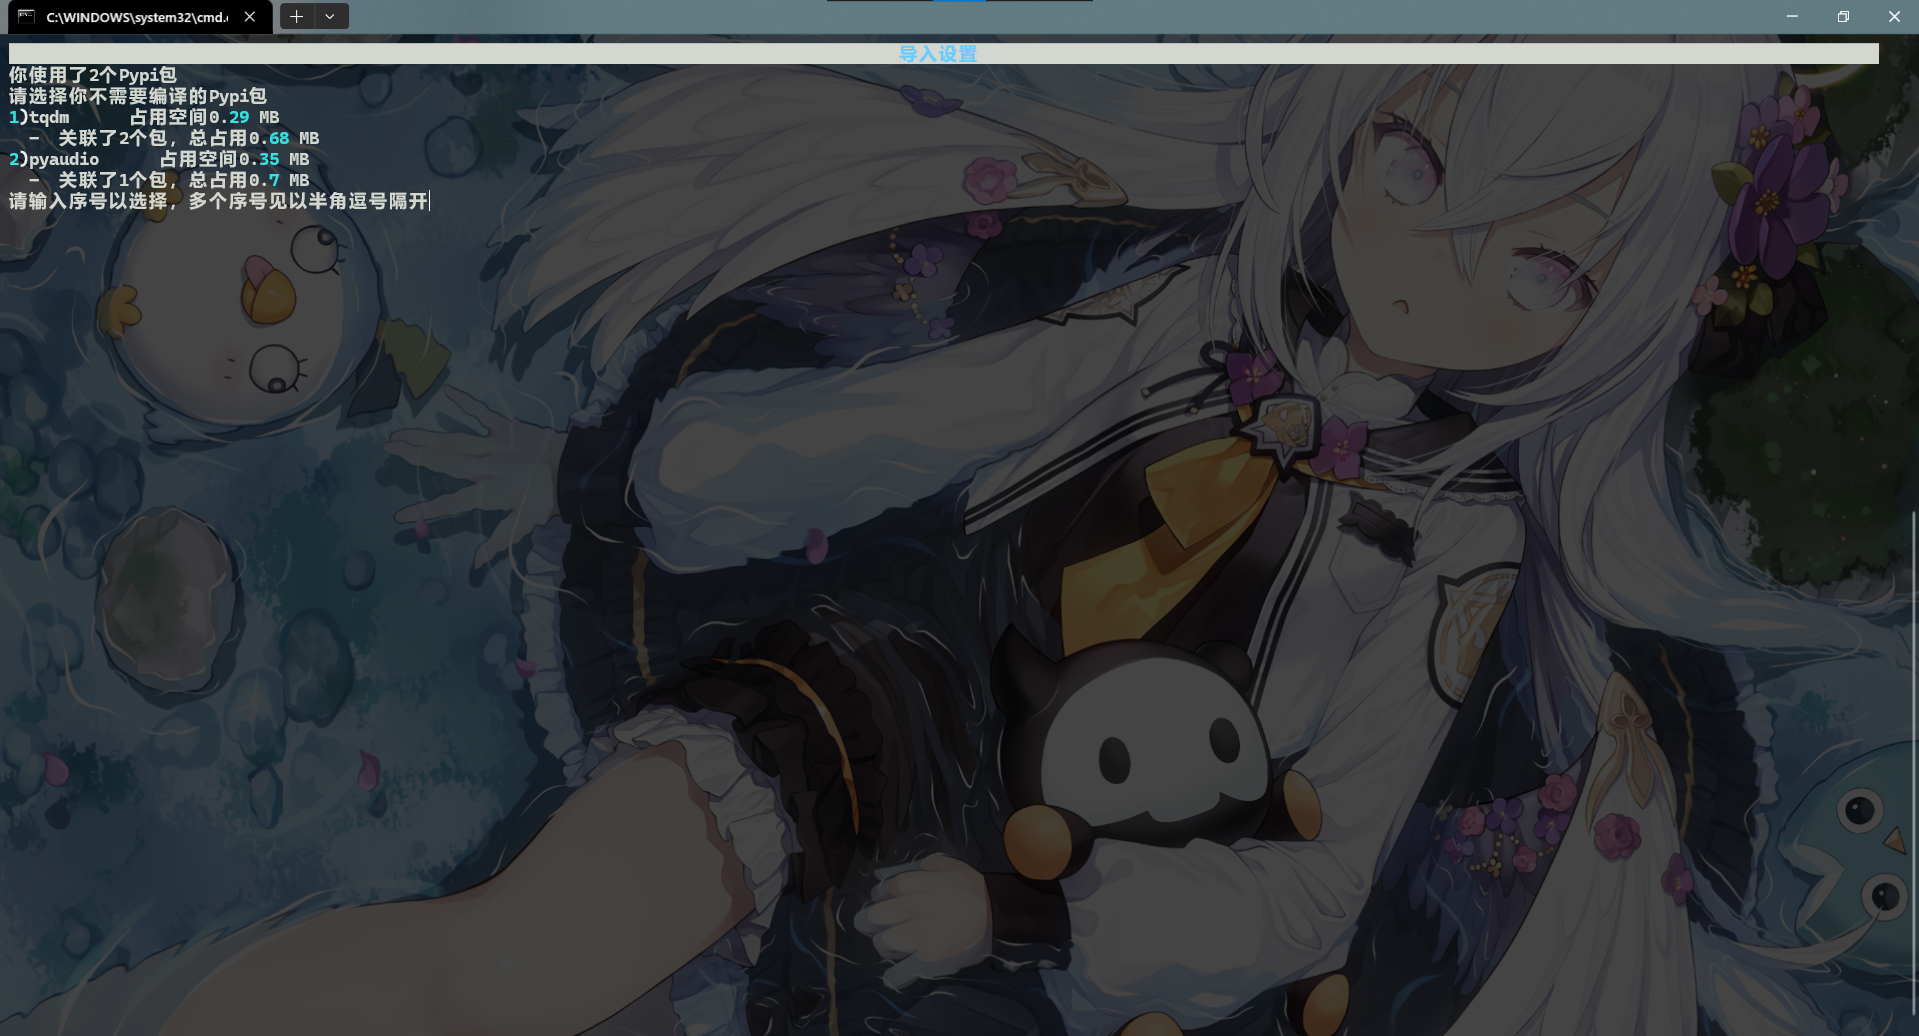 C:\WINDOWS\system32\cmd.
导入设置
你使用了2个Pypi包
请选择你不需要编译的Pypi包
1)tqdm      占用空间0.29 MB
  - 关联了2个包，总占用0.68 MB
2)pyaudio      占用空间0.35 MB
  - 关联了1个包，总占用0.7 MB
请输入序号以选择，多个序号见以半角逗号隔开